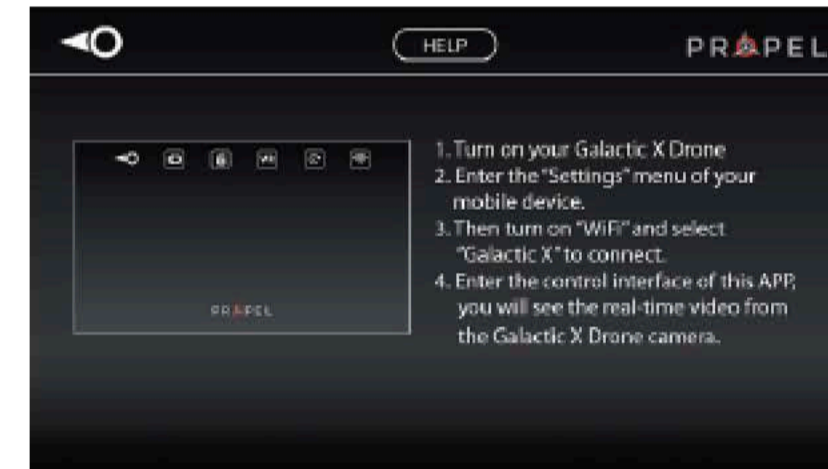 HELP
PROPEL
1. Turn on your Galactic X Drone
2. Enter the "Settings" menu of your
mobile device.
3. Then turn on "WiFi" and select
"Galactic X" to connect.
4. Enter the control interface of this APP,
you will see the real-time video from
the Galactic X Drone camera.
PROPEL